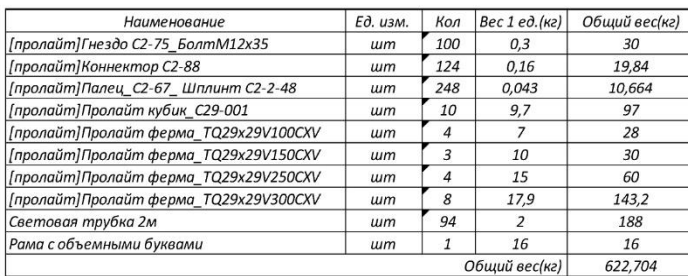 Наименование Ед. изм. Кол Вес 1 ед.(кг) Общий вес(кг)
[пролайт]Гнездо С2-75_БолтМ12х35 шт 100 0,3 30
[пролайт]Коннектор С2-88 шт 124 0,16 19,84
[пролайт]Палец_С2-67_ Шплинт С2-2-48 шт 248 0,043 10,664
[пролайт]Пролайт кубик_С29-001 шт 10 9,7 97
[пролайт]Пролайт ферма_TQ29x29V100CXV шт 4 7 28
[пролайт]Пролайт ферма_TQ29x29V150CXV шт 3 10 30
[пролайт]Пролайт ферма_TQ29x29V250CXV шт 4 15 60
[пролайт]Пролайт ферма_TQ29x29V300CXV шт 8 17,9 143,2
Световая трубка 2м шт 94 2 188
Рама с объемными буквами шт 1 16 16
Общий вес(кг) 622,704